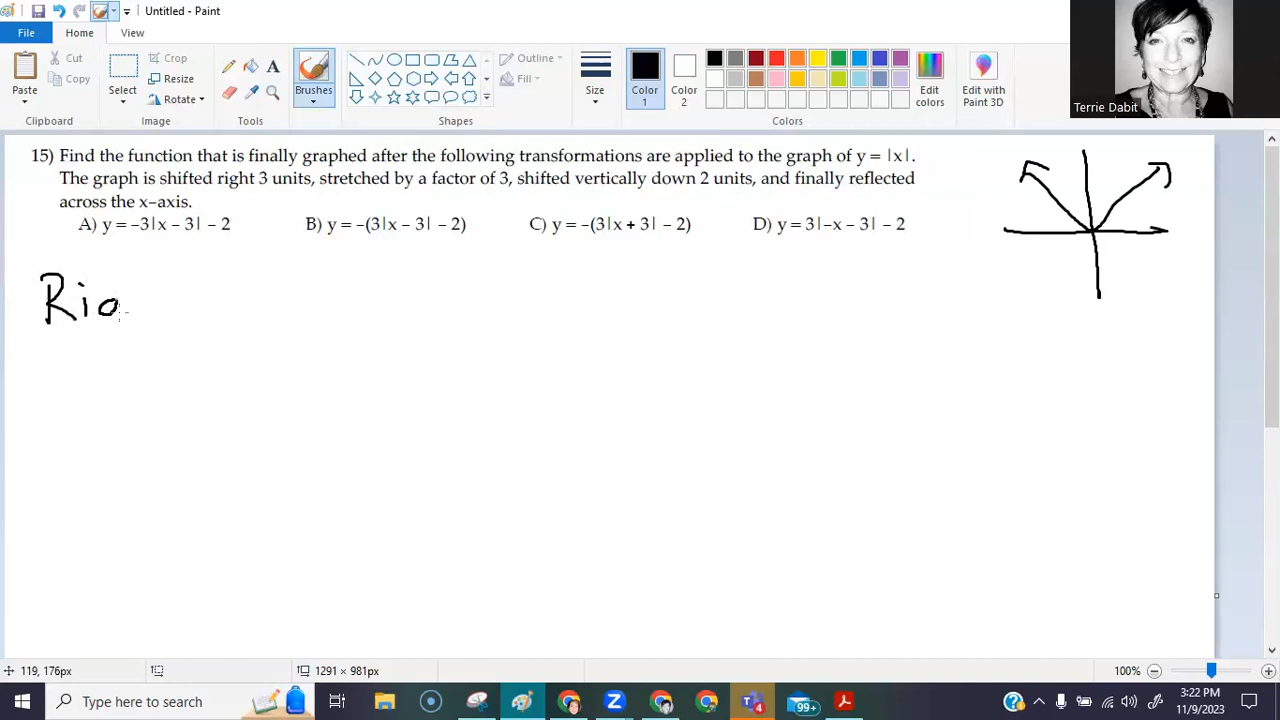 Untitled - Paint
File
Home
View
Paste
Cut
Copy
Clipboard
Select
Crop
Resize
Rotate
Image
A
Tools
Brushes
Outline
Fill
Shapes
Size
Color 1
Color 2
Edit colors
Edit with Paint 3D
Colors
Terrie Dabit
15) Find the function that is finally graphed after the following transformations are applied to the graph of y = |x|.
The graph is shifted right 3 units, stretched by a factor of 3, shifted vertically down 2 units, and finally reflected
across the x-axis.
A) y = -3|x - 3| - 2 B) y = -(3|x - 3| - 2) C) y = -(3|x + 3| - 2) D) y = 3|-x - 3| - 2
Rio
119, 176px
1291 × 981px
100%
Type here to search
4
99+
3:22 PM
11/9/2023